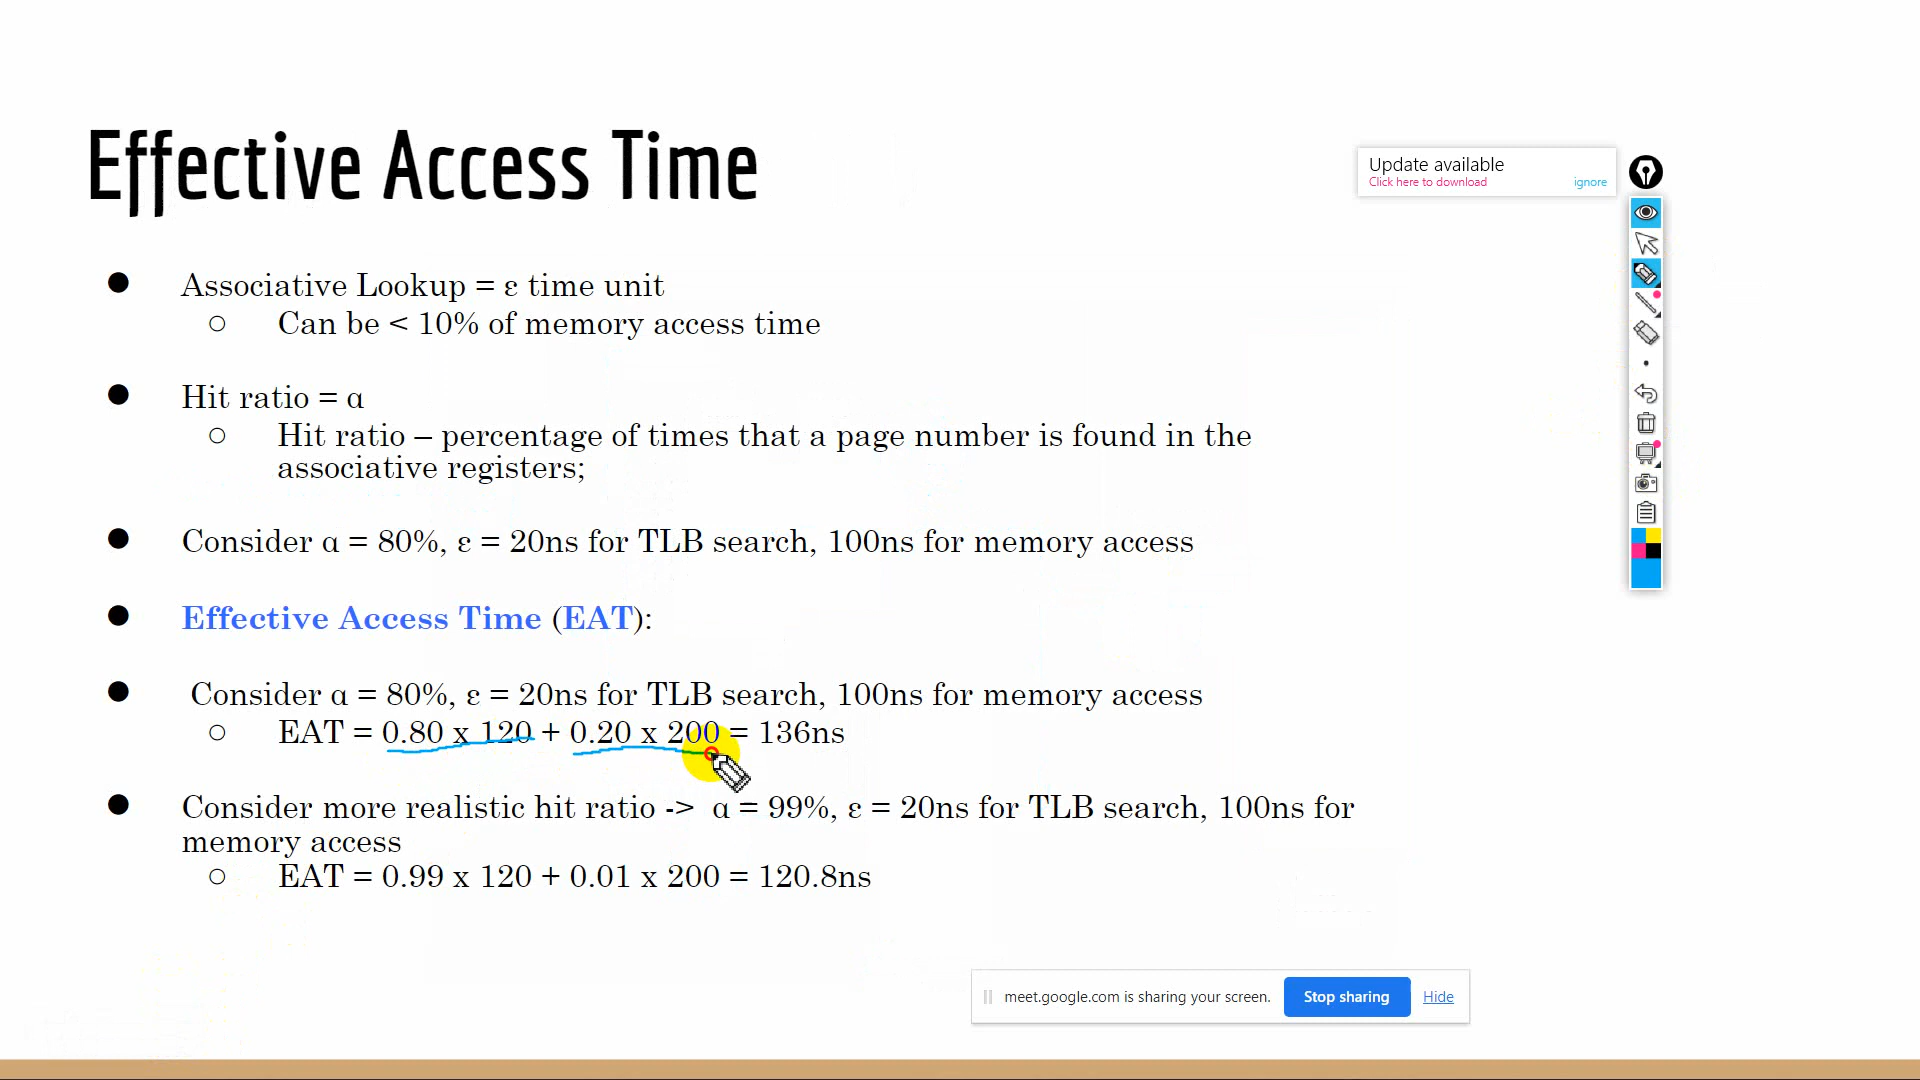 Effective Access Time
Update available
Click here to download ignore
● Associative Lookup = ε time unit
○ Can be < 10% of memory access time
● Hit ratio = α
○ Hit ratio – percentage of times that a page number is found in the
associative registers;
● Consider α = 80%, ε = 20ns for TLB search, 100ns for memory access
● Effective Access Time (EAT):
● Consider α = 80%, ε = 20ns for TLB search, 100ns for memory access
○ EAT = 0.80 x 120 + 0.20 x 200 = 136ns
● Consider more realistic hit ratio -> α = 99%, ε = 20ns for TLB search, 100ns for
memory access
○ EAT = 0.99 x 120 + 0.01 x 200 = 120.8ns
meet.google.com is sharing your screen. Stop sharing Hide